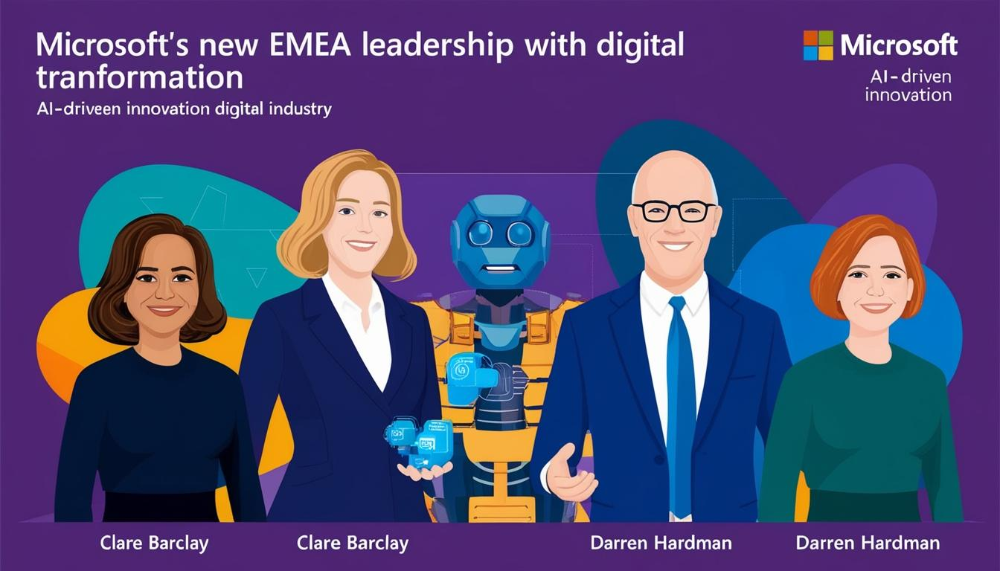 Microsoft's new EMEA leadership with digital
tranformation
AI-driveen innovation digital industry
Microsoft
AI-driven
innovation
Clare Barclay
Clare Barclay
Darren Hardman
Darren Hardman